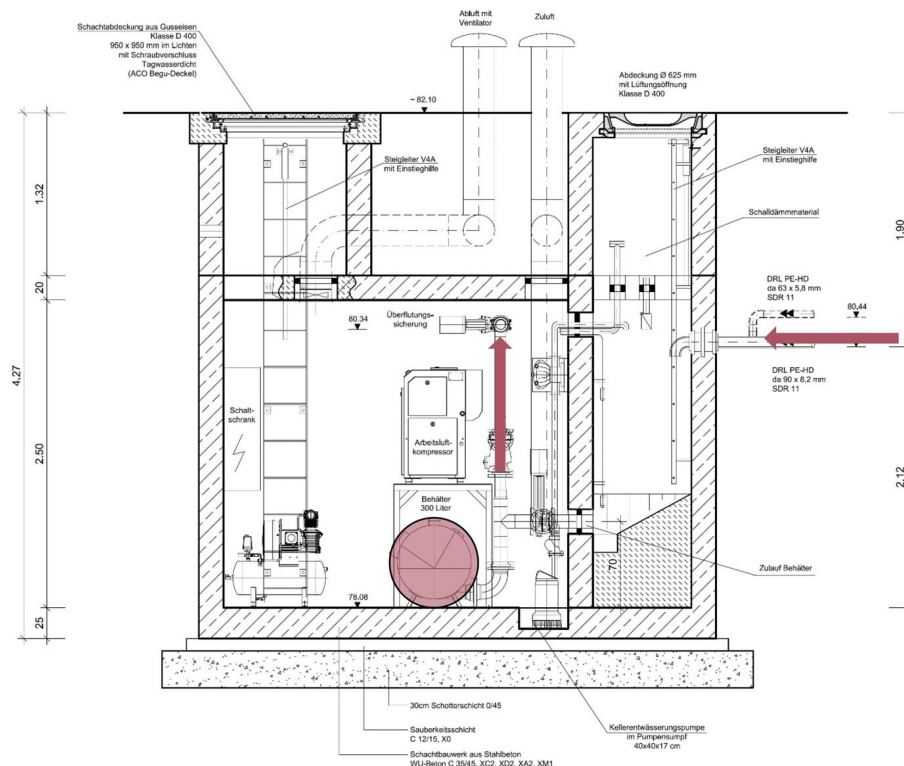 Abluft mit
Ventilator
Zuluft
Schachtabdeckung aus Gusseisen
Klasse D 400
950 x 950 mm im Lichten
mit Schraubverschluss
Tagwasserdicht
(ACO Begu-Deckel)
Abdeckung Ø 625 mm
mit Lüftungsöffnung
Klasse D 400
~ 82.10
Steigleiter V4A
mit Einstieghilfe
Steigleiter V4A
mit Einstieghilfe
1.32
Schalldämmmaterial
1.90
DRL PE-HD
da 63 x 5,8 mm
SDR 11
20
80.34
Überflutungs-
sicherung
80,44
DRL PE-HD
da 90 x 8,2 mm
SDR 11
4.27
2.50
Schalt-
schrank
Arbeitsluft-
kompressor
2.12
Behälter
300 Liter
70
Zulauf Behälter
78.08
25
30cm Schotterschicht 0/45
Sauberkeitsschicht
C 12/15, X0
Kellerentwässerungspumpe
im Pumpensumpf
40x40x17 cm
Schachtbauwerk aus Stahlbeton
WU-Beton C 35/45, XC2, XD2, XA2, XM1